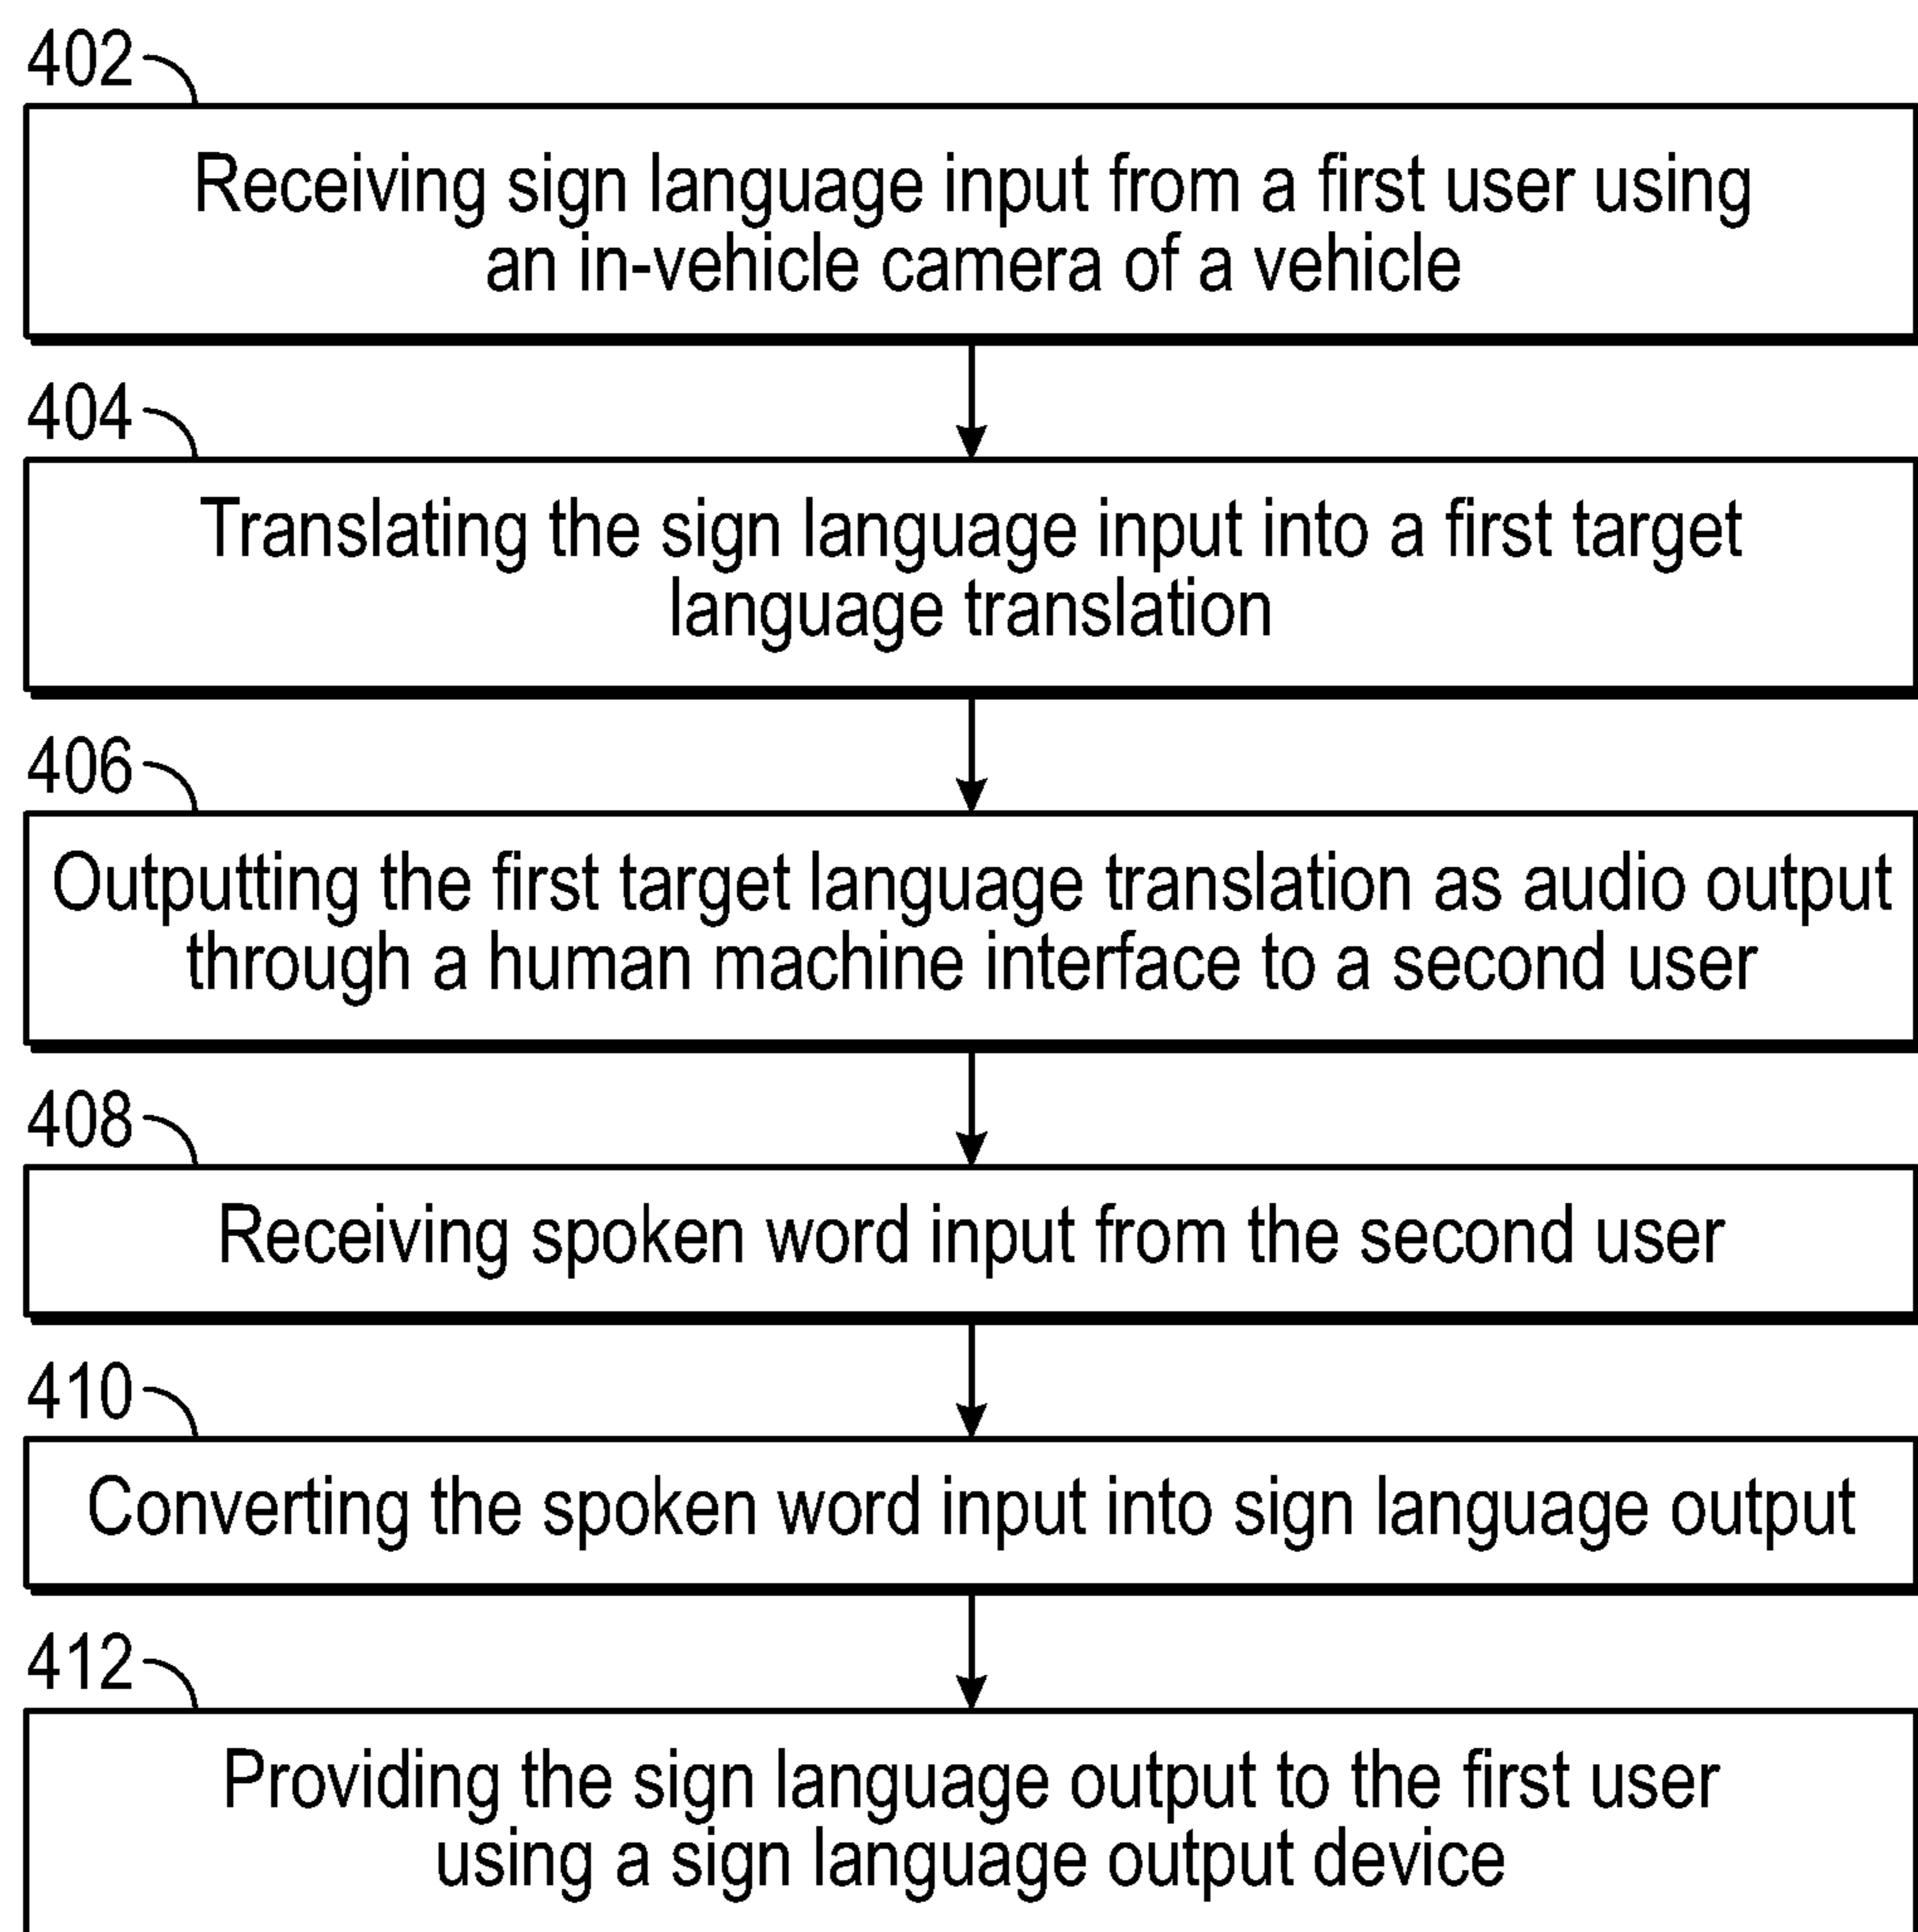 402
Receiving sign language input from a first user using
an in-vehicle camera of a vehicle
404
Translating the sign language input into a first target
language translation
406
Outputting the first target language translation as audio output
through a human machine interface to a second user
408
Receiving spoken word input from the second user
410
Converting the spoken word input into sign language output
412
Providing the sign language output to the first user
using a sign language output device